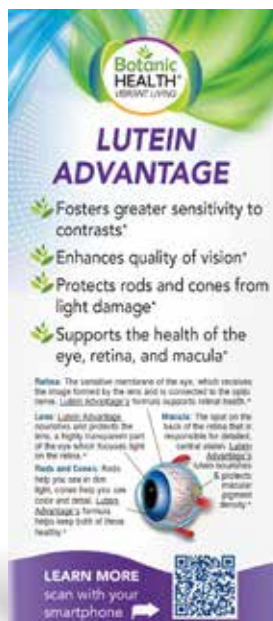 Botanic
HEALTH®
VIBRANT LIVING
LUTEIN
ADVANTAGE
Fosters greater sensitivity to
contrasts*
Enhances quality of vision*
Protects rods and cones from
light damage*
Supports the health of the
eye, retina, and macula*
Retina: The sensitive membrane of the eye, which receives
the image formed by the lens and is connected to the optic
nerve. Lutein Advantage's formula supports retinal health.*
Lens: Lutein Advantage
nourishes and protects the
lens, a highly transparent part
of the eye which focuses light
on the retina.*
Rods and Cones: Rods
help you see in dim
light, cones help you see
color and detail. Lutein
Advantage's formula
helps keep both of these
healthy.*
Macula: The spot on the
back of the retina that is
responsible for detailed,
central vision. Lutein
Advantage's
lutein nourishes
& protects
macular
pigment
density.*
LEARN MORE
scan with your
smartphone